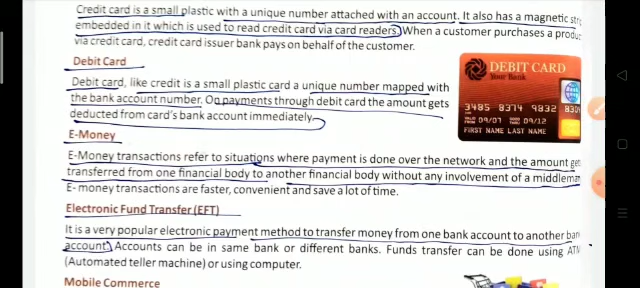 Credit card is a small plastic with a unique number attached with an account. It also has a magnetic
embedded in it which is used to read credit card via card readers. When a customer purchases a
via credit card, credit card issuer bank pays on behalf of the customer.
Debit Card
Debit card, like credit is a small plastic card a unique number mapped with
the bank account number. On payments through debit card the amount gets
deducted from card's bank account immediately.
DEBIT CARD
Your Bank
3485 8374 9832 830
VALID FROM 09/07 09/12
FIRST NAME LAST NAME
E-Money
E-Money transactions refer to situations where payment is done over the network and the amount
transferred from one financial body to another financial body without any involvement of a middleman
E- money transactions are faster, convenient and save a lot of time.
Electronic Fund Transfer (EFT)
It is a very popular electronic payment method to transfer money from one bank account to another
account. Accounts can be in same bank or different banks. Funds transfer can be done using ATM
(Automated teller machine) or using computer.
Mobile Commerce